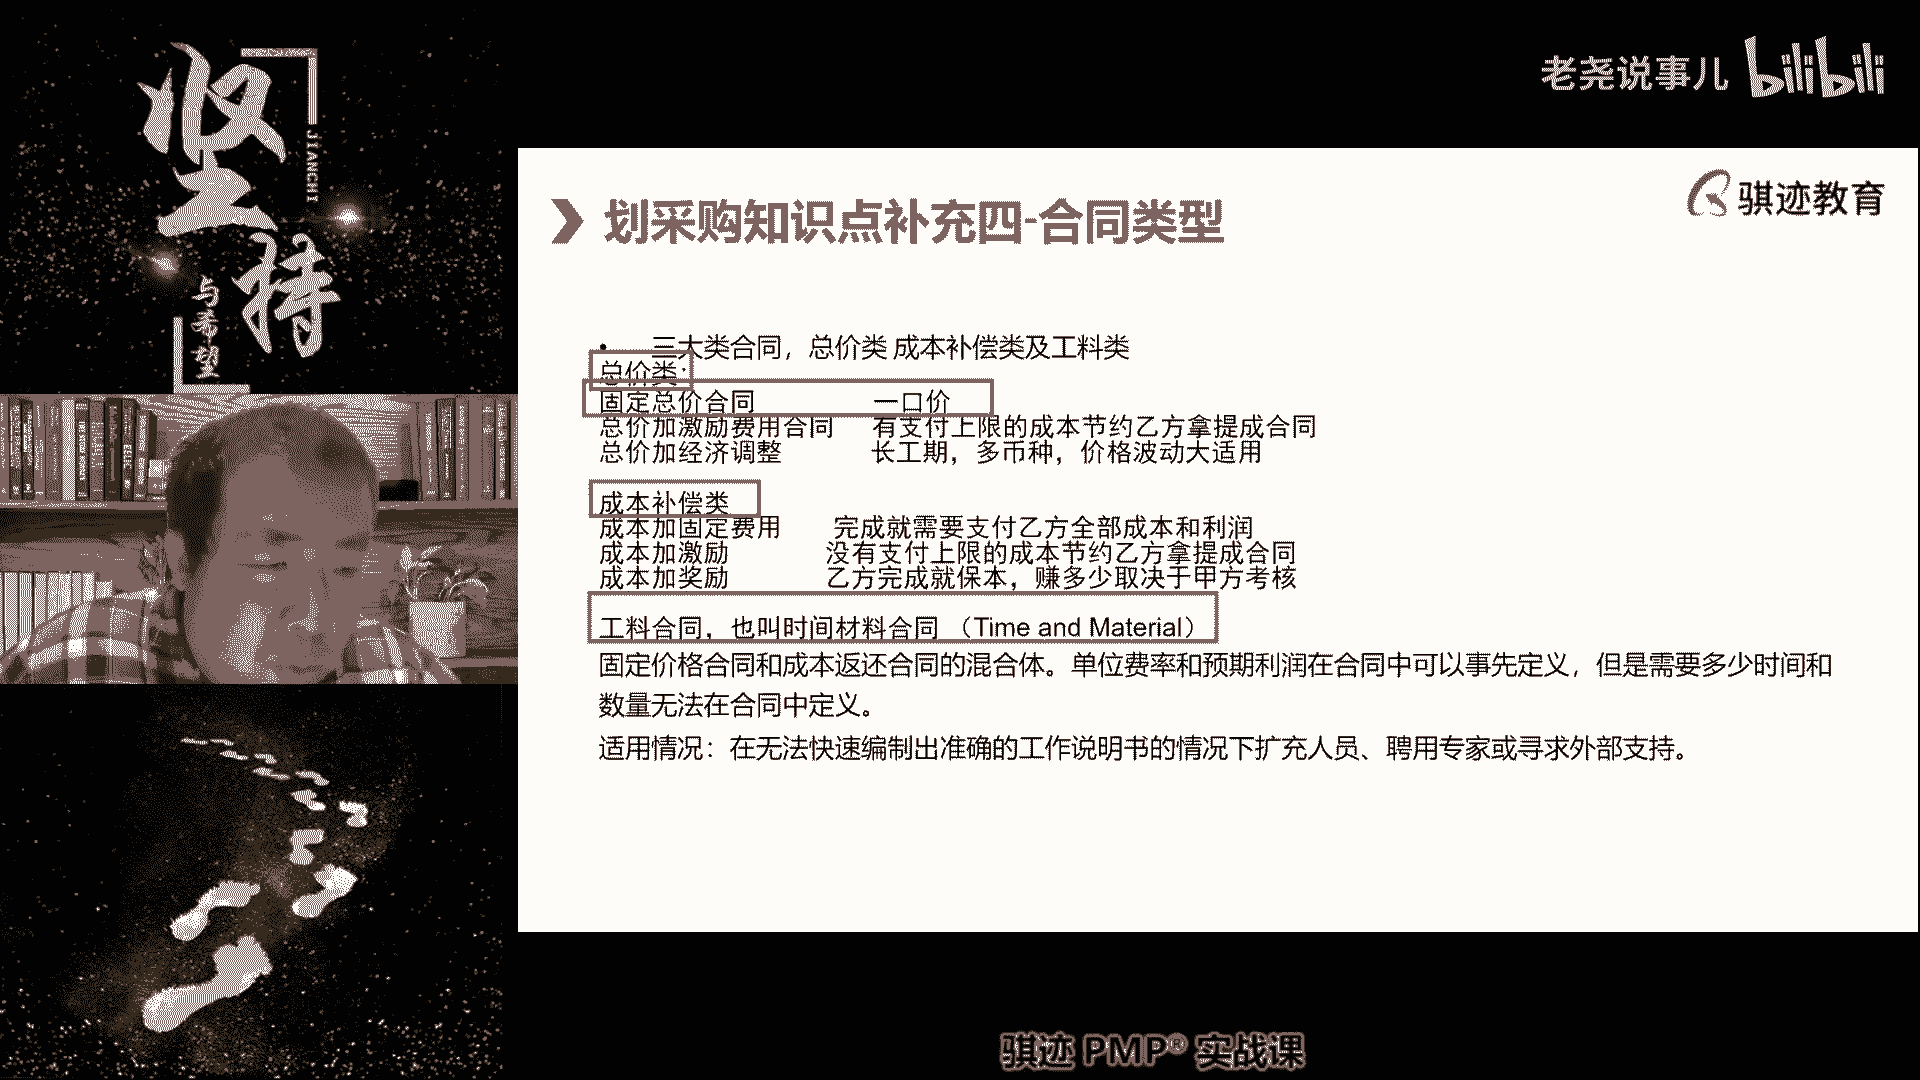 坚持
JIANCHI
与希望
老尧说事儿 bilibili
骐迹教育
划采购知识点补充四-合同类型
• 三大类合同，总价类 成本补偿类及工料类
总价类：
固定总价合同 一口价
总价加激励费用合同 有支付上限的成本节约乙方拿提成合同
总价加经济调整 长工期，多币种，价格波动大适用
成本补偿类
成本加固定费用 完成就需要支付乙方全部成本和利润
成本加激励 没有支付上限的成本节约乙方拿提成合同
成本加奖励 乙方完成就保本，赚多少取决于甲方考核
工料合同，也叫时间材料合同 （Time and Material）
固定价格合同和成本返还合同的混合体。单位费率和预期利润在合同中可以事先定义，但是需要多少时间和
数量无法在合同中定义。
适用情况：在无法快速编制出准确的工作说明书的情况下扩充人员、聘用专家或寻求外部支持。
骐迹 PMP® 实战课